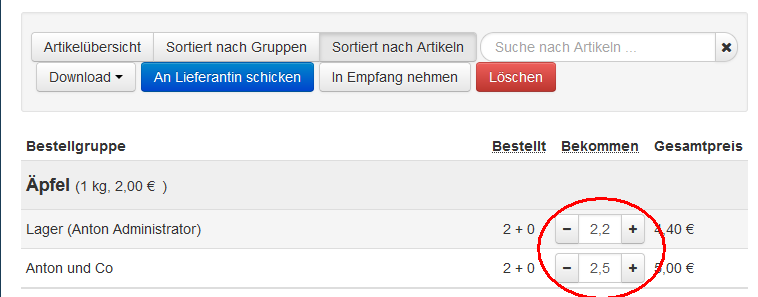 Artikelübersicht Sortiert nach Gruppen Sortiert nach Artikeln Suche nach Artikeln ... ×
Download An Lieferantin schicken In Empfang nehmen Löschen
Bestellgruppe Bestellt Bekommen Gesamtpreis
Äpfel (1 kg, 2,00 € )
Lager (Anton Administrator) 2 + 0 − 2,2 + 4,40 €
Anton und Co 2 + 0 − 2,5 + 5,00 €